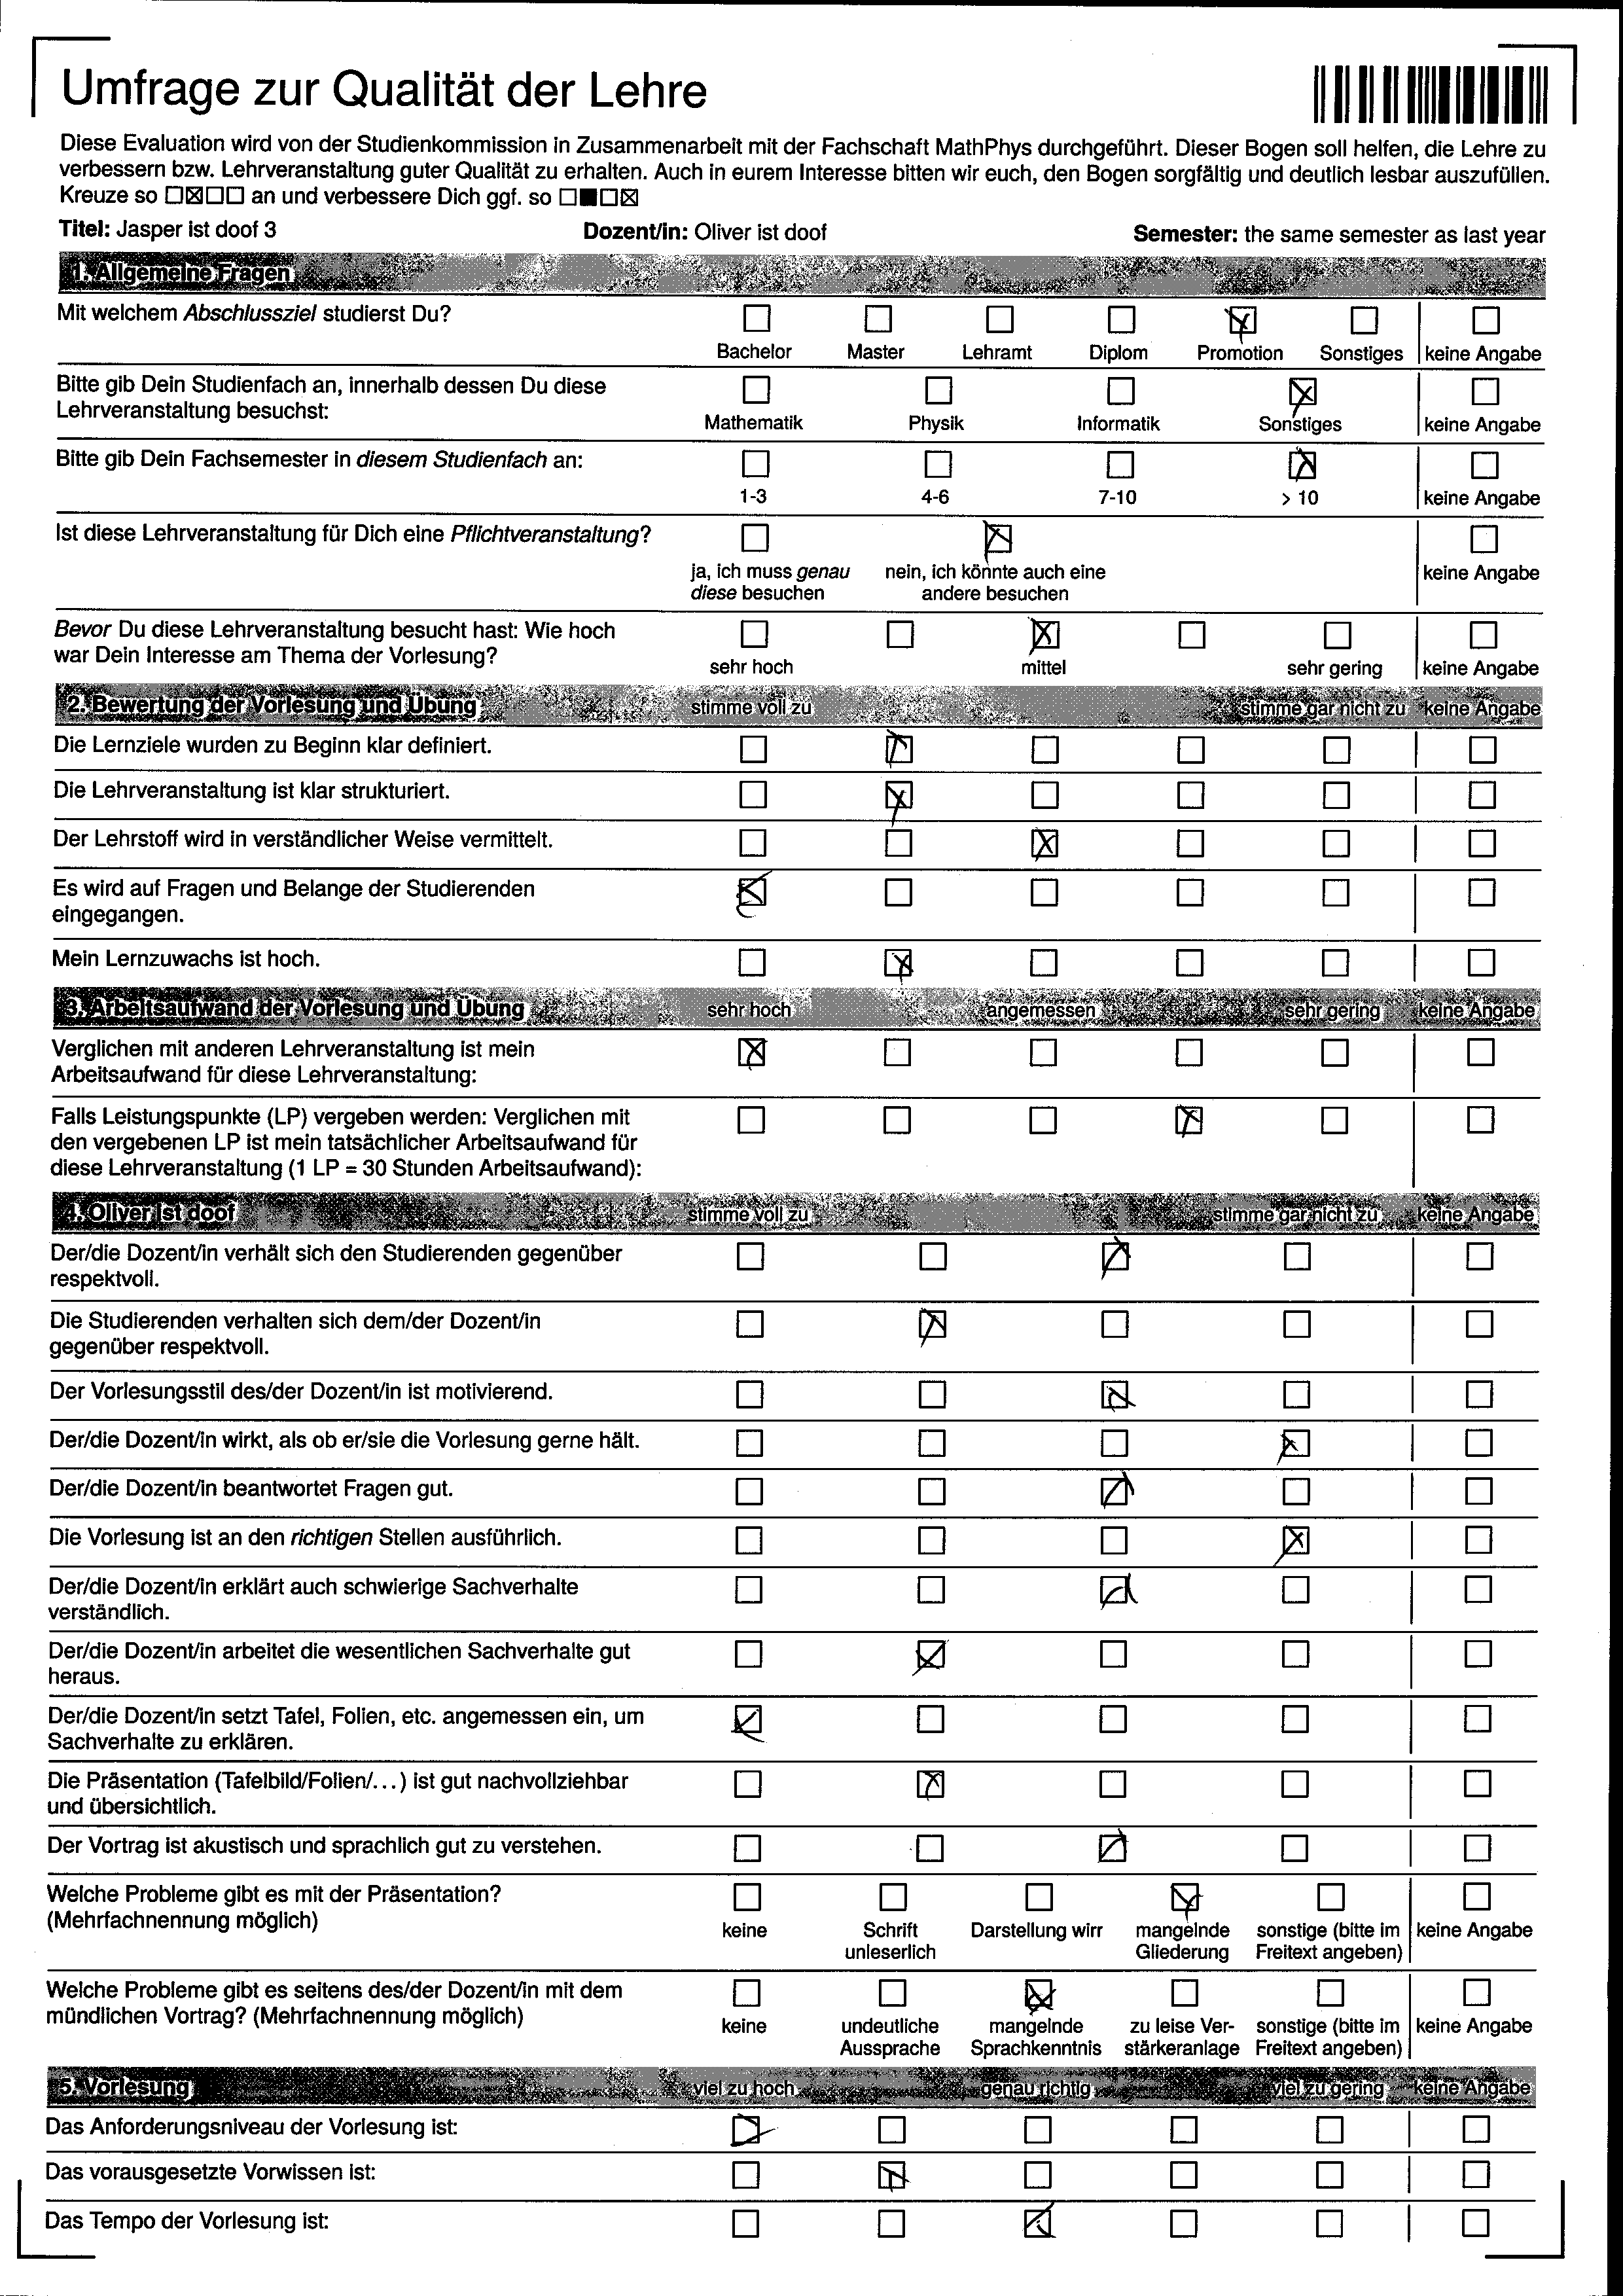 Umfrage zur Qualität der Lehre
Diese Evaluation wird von der Studienkommission in Zusammenarbeit mit der Fachschaft MathPhys durchgeführt. Dieser Bogen soll helfen, die Lehre zu
verbessern bzw. Lehrveranstaltung guter Qualität zu erhalten. Auch in eurem Interesse bitten wir euch, den Bogen sorgfältig und deutlich lesbar auszufüllen.
Kreuze so ☐☒☐☐ an und verbessere Dich ggf. so ☐■☐☒
Titel: Jasper ist doof 3 Dozent/in: Oliver ist doof Semester: the same semester as last year
1. Allgemeine Fragen
Mit welchem Abschlussziel studierst Du?
Bachelor Master Lehramt Diplom Promotion Sonstiges keine Angabe
Bitte gib Dein Studienfach an, innerhalb dessen Du diese
Lehrveranstaltung besuchst:
Mathematik Physik Informatik Sonstiges keine Angabe
Bitte gib Dein Fachsemester in diesem Studienfach an:
1-3 4-6 7-10 > 10 keine Angabe
Ist diese Lehrveranstaltung für Dich eine Pflichtveranstaltung?
ja, ich muss genau nein, ich könnte auch eine keine Angabe
diese besuchen andere besuchen
Bevor Du diese Lehrveranstaltung besucht hast: Wie hoch
war Dein Interesse am Thema der Vorlesung?
sehr hoch mittel sehr gering keine Angabe
2. Bewertung der Vorlesung und Übung stimme voll zu stimme gar nicht zu keine Angabe
Die Lernziele wurden zu Beginn klar definiert.
Die Lehrveranstaltung ist klar strukturiert.
Der Lehrstoff wird in verständlicher Weise vermittelt.
Es wird auf Fragen und Belange der Studierenden
eingegangen.
Mein Lernzuwachs ist hoch.
3. Arbeitsaufwand der Vorlesung und Übung sehr hoch angemessen sehr gering keine Angabe
Verglichen mit anderen Lehrveranstaltung ist mein
Arbeitsaufwand für diese Lehrveranstaltung:
Falls Leistungspunkte (LP) vergeben werden: Verglichen mit
den vergebenen LP ist mein tatsächlicher Arbeitsaufwand für
diese Lehrveranstaltung (1 LP = 30 Stunden Arbeitsaufwand):
4. Oliver ist doof stimme voll zu stimme gar nicht zu keine Angabe
Der/die Dozent/in verhält sich den Studierenden gegenüber
respektvoll.
Die Studierenden verhalten sich dem/der Dozent/in
gegenüber respektvoll.
Der Vorlesungsstil des/der Dozent/in ist motivierend.
Der/die Dozent/in wirkt, als ob er/sie die Vorlesung gerne hält.
Der/die Dozent/in beantwortet Fragen gut.
Die Vorlesung ist an den richtigen Stellen ausführlich.
Der/die Dozent/in erklärt auch schwierige Sachverhalte
verständlich.
Der/die Dozent/in arbeitet die wesentlichen Sachverhalte gut
heraus.
Der/die Dozent/in setzt Tafel, Folien, etc. angemessen ein, um
Sachverhalte zu erklären.
Die Präsentation (Tafelbild/Folien/...) ist gut nachvollziehbar
und übersichtlich.
Der Vortrag ist akustisch und sprachlich gut zu verstehen.
Welche Probleme gibt es mit der Präsentation?
(Mehrfachnennung möglich)
keine Schrift Darstellung wirr mangelnde sonstige (bitte im keine Angabe
unleserlich Gliederung Freitext angeben)
Welche Probleme gibt es seitens des/der Dozent/in mit dem
mündlichen Vortrag? (Mehrfachnennung möglich)
keine undeutliche mangelnde zu leise Ver- sonstige (bitte im keine Angabe
Aussprache Sprachkenntnis stärkeranlage Freitext angeben)
5. Vorlesung viel zu hoch genau richtig viel zu gering keine Angabe
Das Anforderungsniveau der Vorlesung ist:
Das vorausgesetzte Vorwissen ist:
Das Tempo der Vorlesung ist: